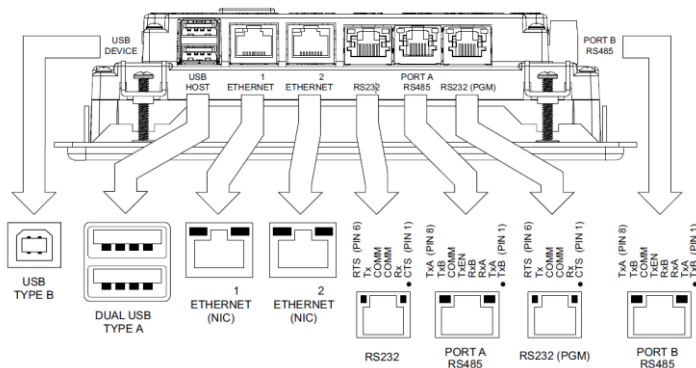 USB
DEVICE
USB
HOST
1
ETHERNET
2
ETHERNET
RS232
PORT A
RS485
RS232 (PGM)
PORT B
RS485
USB
TYPE B
DUAL USB
TYPE A
1
ETHERNET
(NIC)
2
ETHERNET
(NIC)
RTS (PIN 6)
Tx
COMM
COMM
Rx
CTS (PIN 1)
RS232
TxA (PIN 8)
TxB
COMM
TxEN
RxB
RxA
TxA
TxB (PIN 1)
PORT A
RS485
RTS (PIN 6)
Tx
COMM
COMM
Rx
CTS (PIN 1)
RS232 (PGM)
TxA (PIN 8)
TxB
COMM
TxEN
RxB
RxA
TxA
TxB (PIN 1)
PORT B
RS485